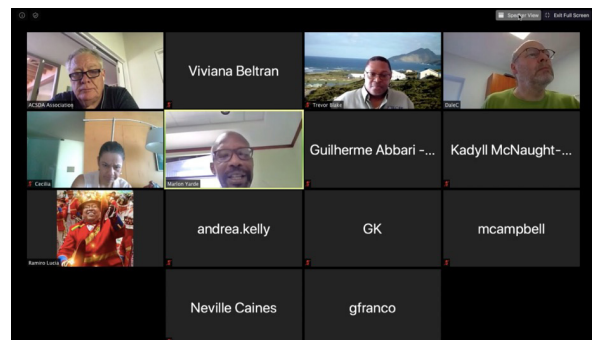 Speaker View
Exit Full Screen
Viviana Beltran
ACSDA Association
Trevor Blake
DaleC
Guilherme Abbari -...
Kadyll McNaught-...
Cecilia
Marlon Yarde
andrea.kelly
GK
mcampbell
Ramiro Losta
Neville Caines
gfranco